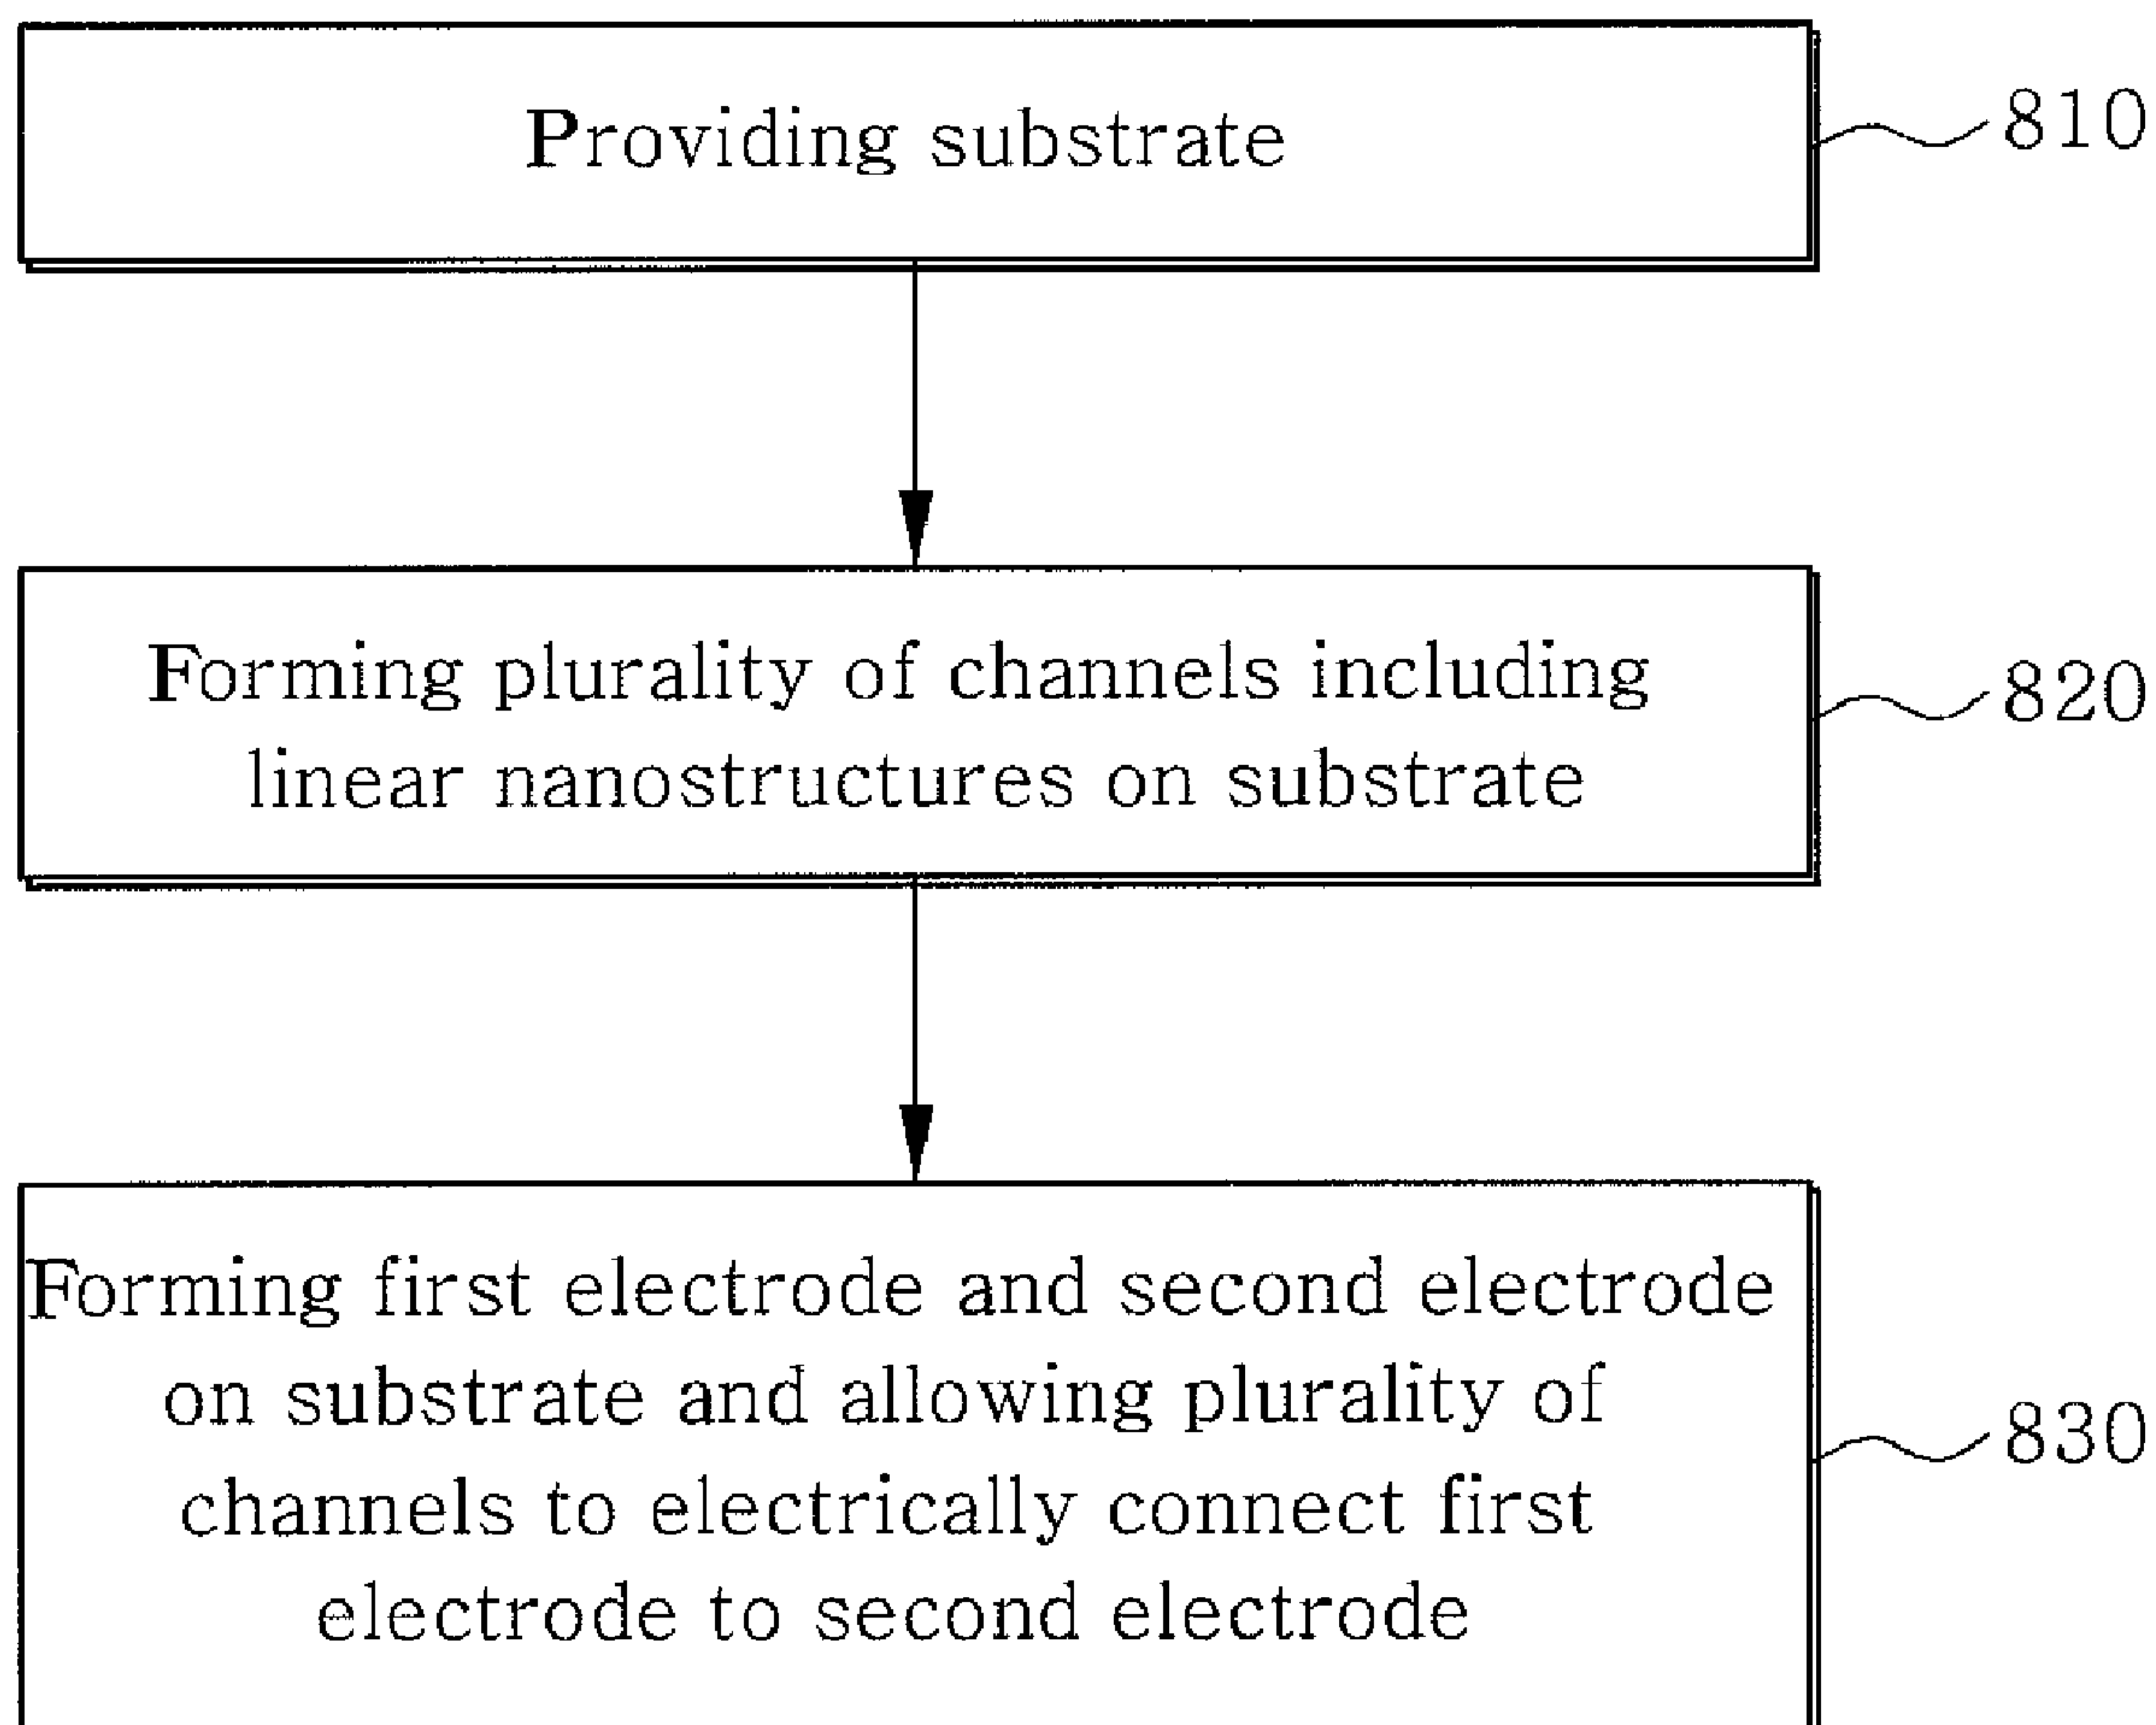 Providing substrate
810
Forming plurality of channels including
linear nanostructures on substrate
820
Forming first electrode and second electrode
on substrate and allowing plurality of
channels to electrically connect first
electrode to second electrode
830